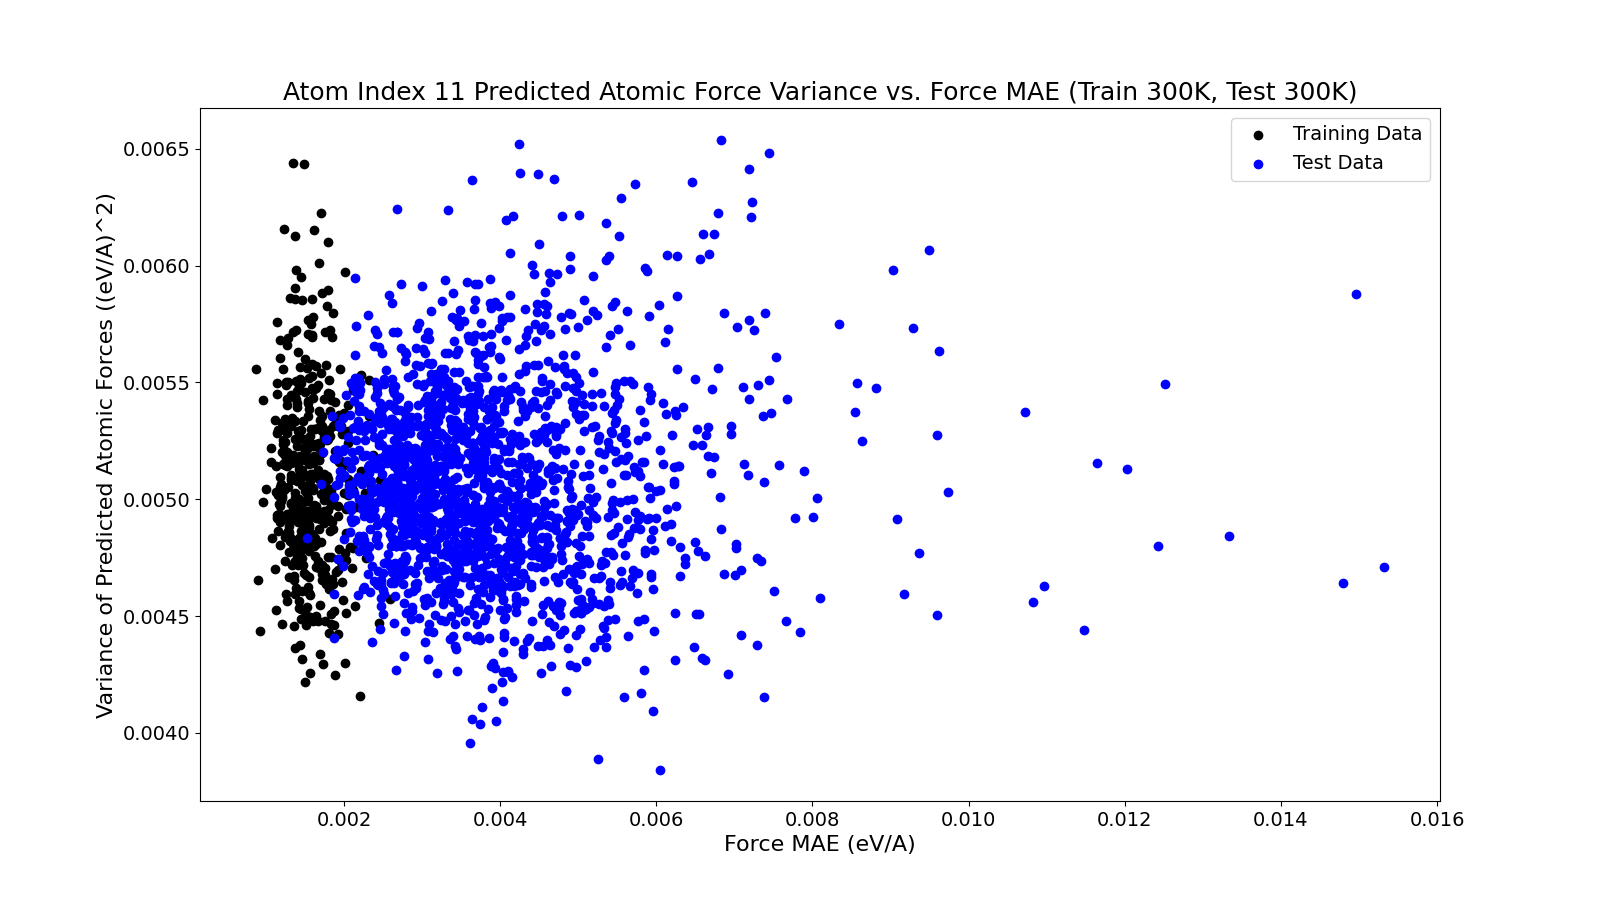 Atom Index 11 Predicted Atomic Force Variance vs. Force MAE (Train 300K, Test 300K)
Training Data
Test Data
Variance of Predicted Atomic Forces ((eV/A)^2)
0.0065
0.0060
0.0055
0.0050
0.0045
0.0040
0.002
0.004
0.006
0.008
0.010
0.012
0.014
0.016
Force MAE (eV/A)